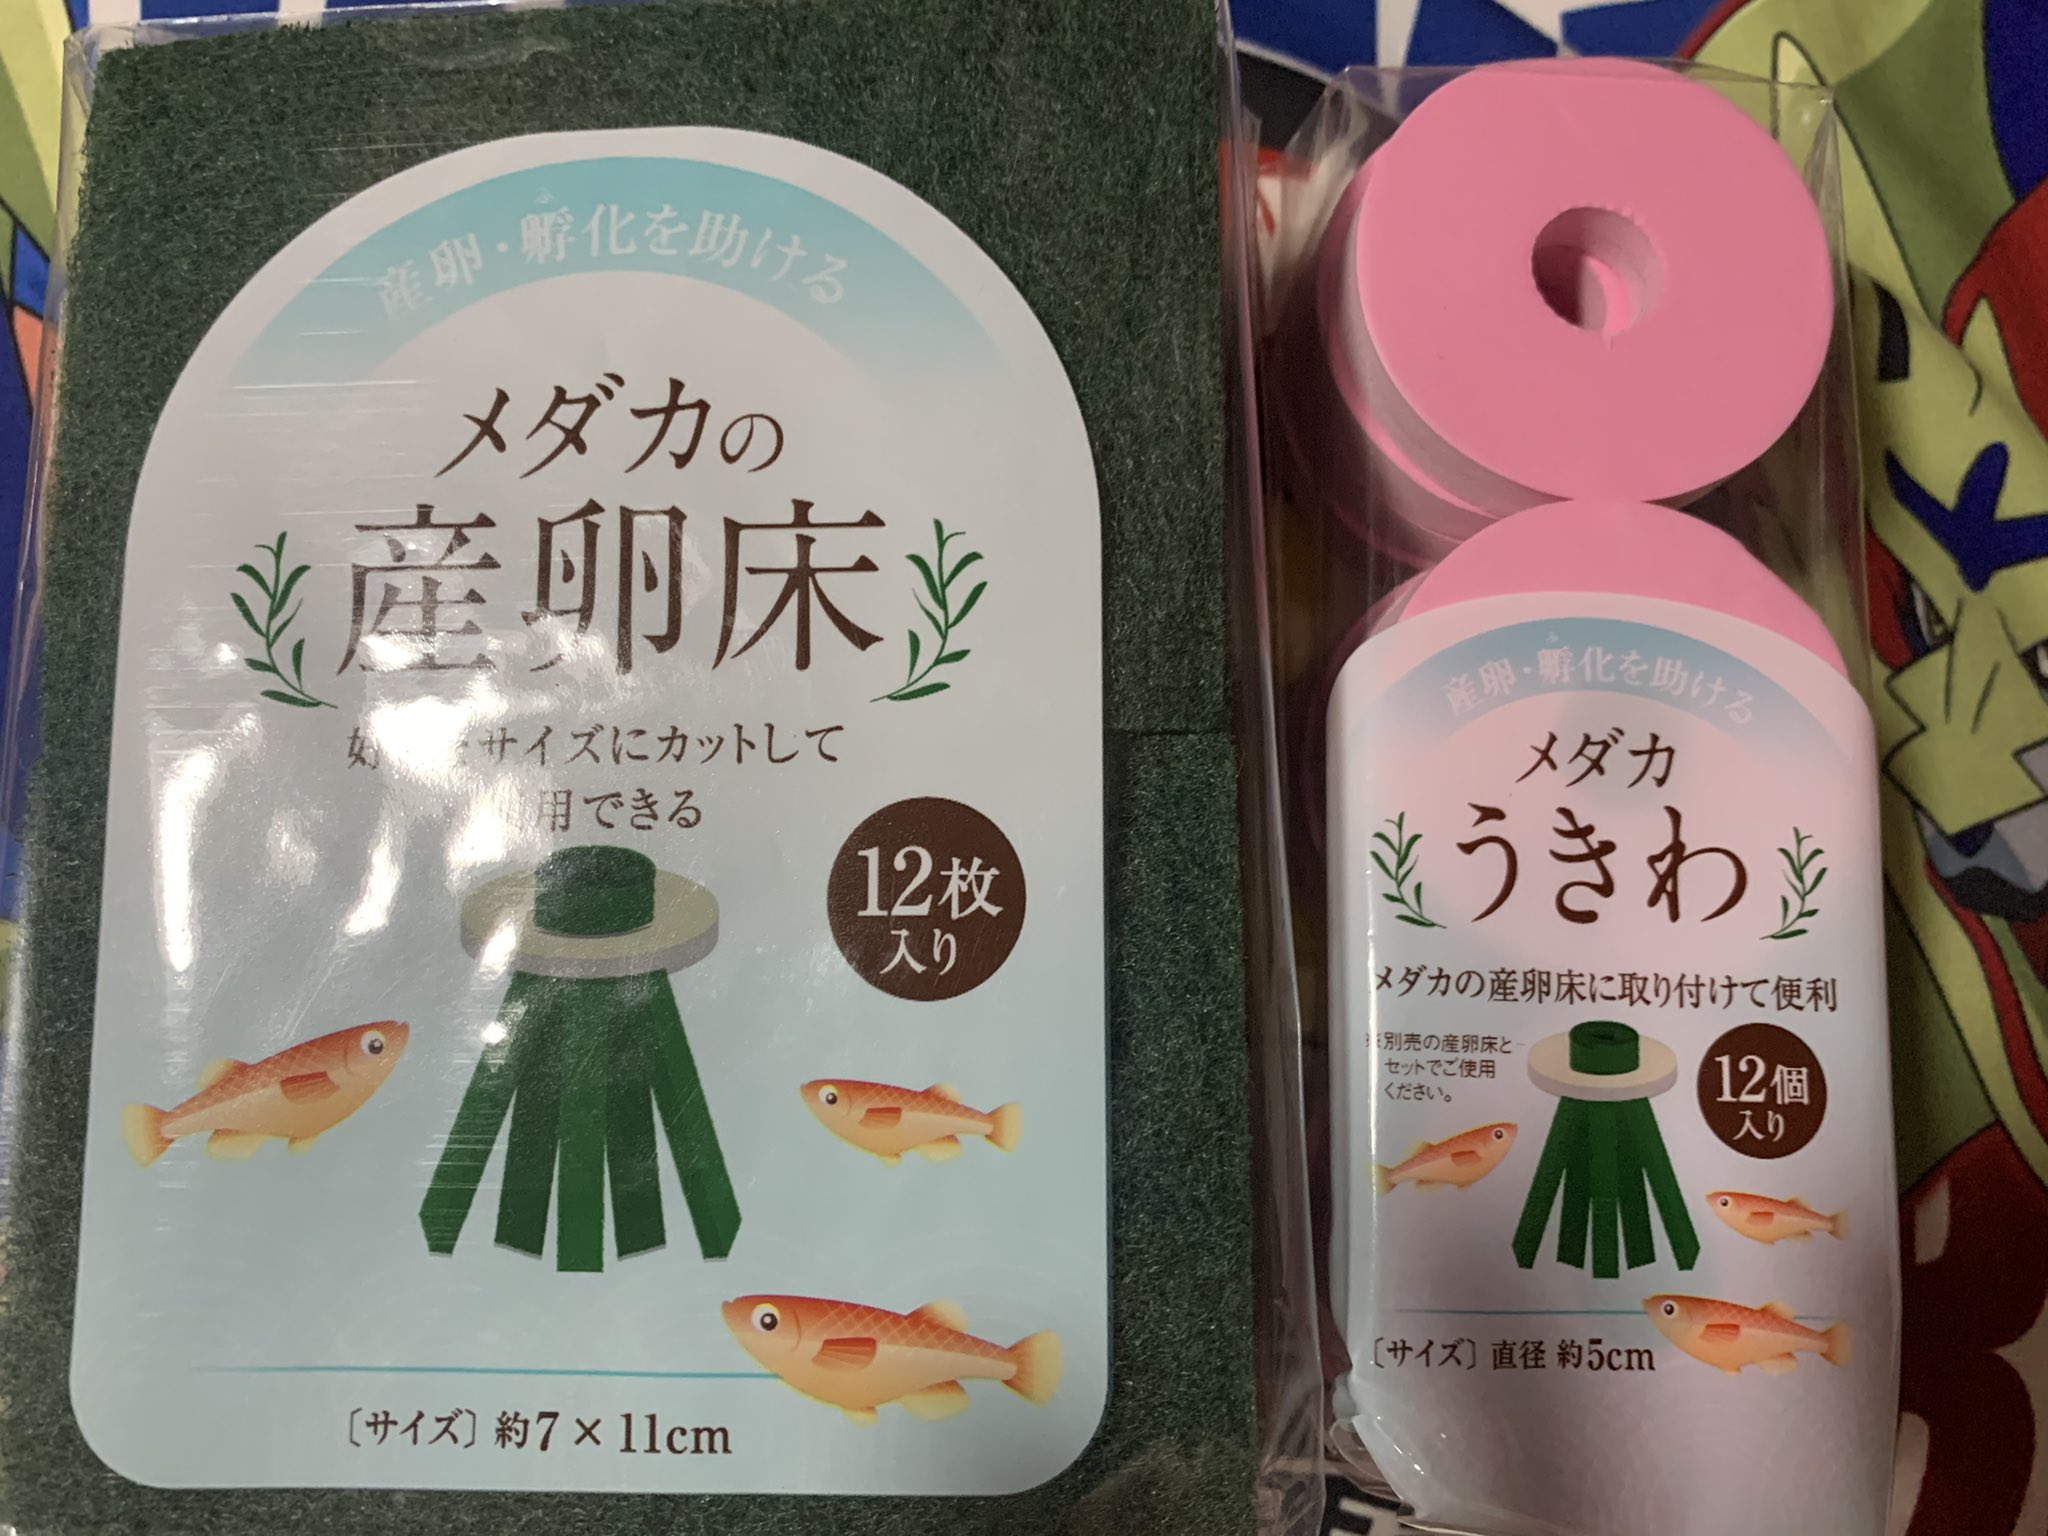 産卵・孵化を助ける
ふ
メダカの
産卵床
サイズにカットして
用できる
12枚
入り
〔サイズ〕約7×11cm
産卵・孵化を助ける
ふ
メダカ
うきわ
メダカの産卵床に取り付けて便利
※別売の産卵床と
セットでご使用
ください。
12個
入り
〔サイズ〕直径 約5cm